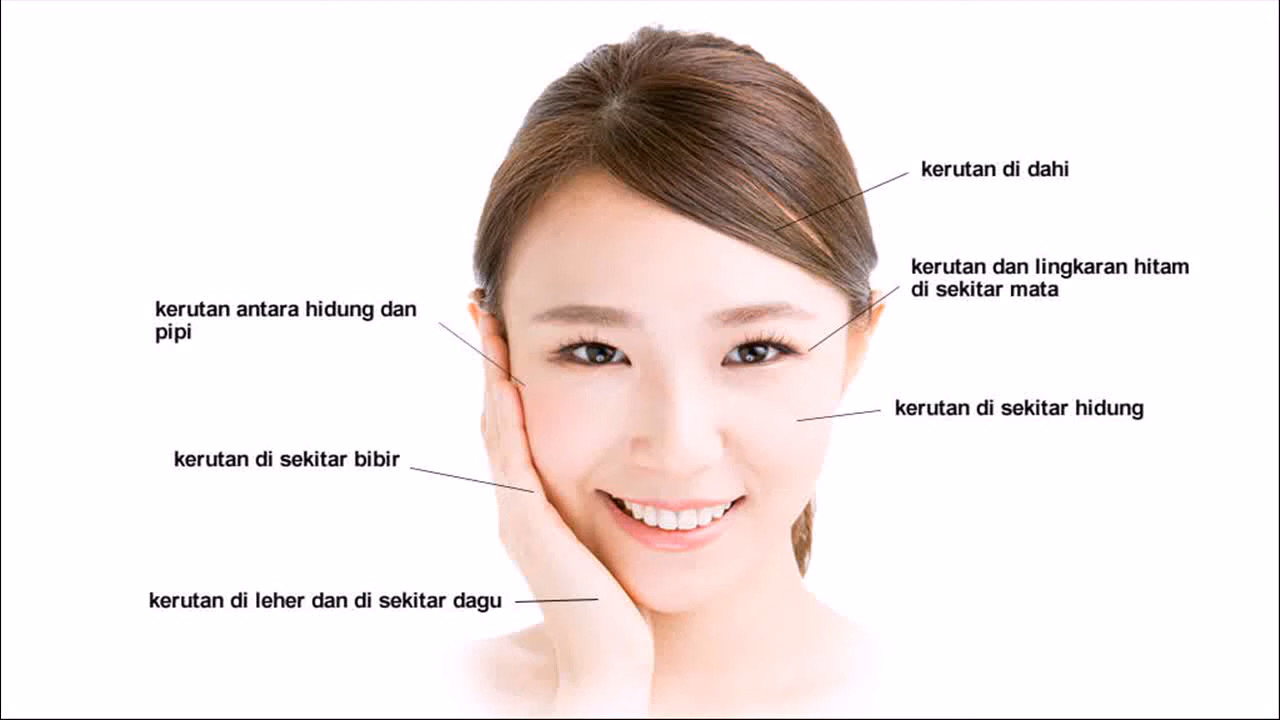 kerutan di dahi
kerutan dan lingkaran hitam
di sekitar mata
kerutan antara hidung dan
pipi
kerutan di sekitar hidung
kerutan di sekitar bibir
kerutan di leher dan di sekitar dagu